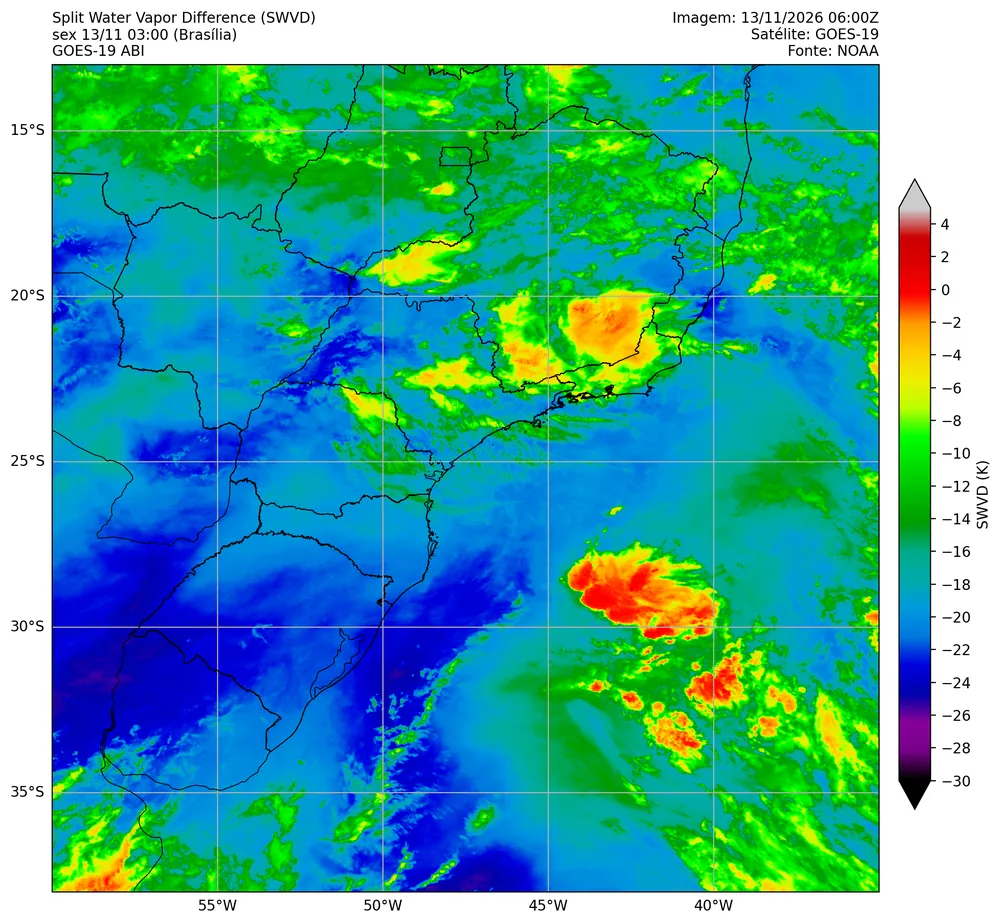 Split Water Vapor Difference (SWVD)
sex 13/11 03:00 (Brasília)
GOES-19 ABI
Imagem: 13/11/2026 06:00Z
Satélite: GOES-19
Fonte: NOAA
15°S
20°S
25°S
30°S
35°S
55°W
50°W
45°W
40°W
4
2
0
−2
−4
−6
−8
−10
−12
−14
−16
−18
−20
−22
−24
−26
−28
−30
SWVD (K)